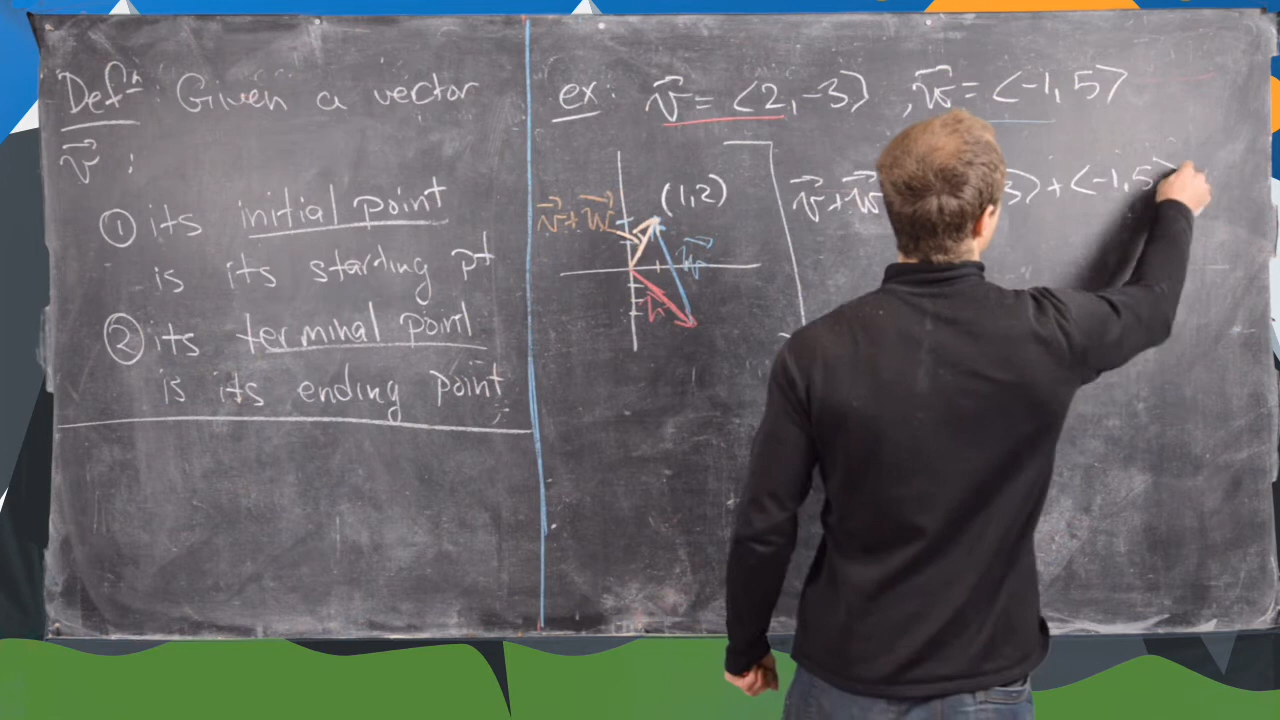 Defⁿ: Given a vector
v⃗ :
① its initial point
is its starting pt
② its terminal point
is its ending point
ex: v⃗ = ⟨2, -3⟩, w⃗ = ⟨-1, 5⟩
(1,2)
v⃗+w⃗
w⃗
v⃗
v⃗+w⃗ 3⟩+⟨-1,5⟩